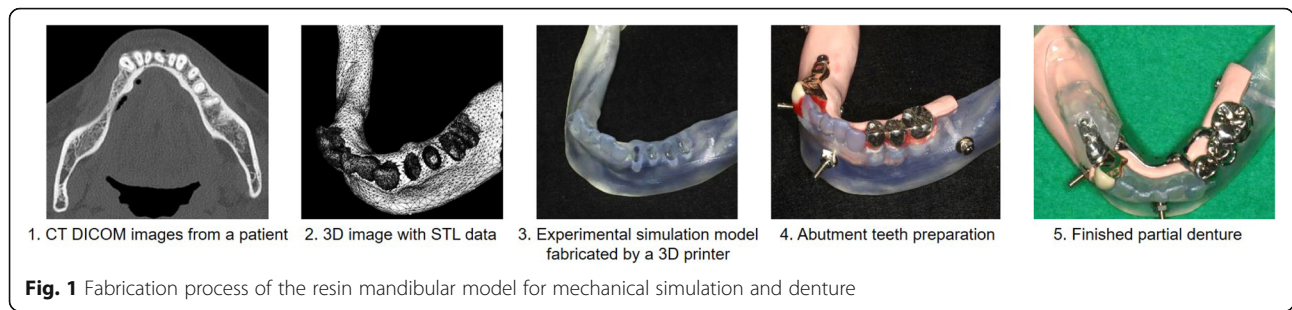 1. CT DICOM images from a patient
2. 3D image with STL data
3. Experimental simulation model
fabricated by a 3D printer
4. Abutment teeth preparation
5. Finished partial denture
Fig. 1 Fabrication process of the resin mandibular model for mechanical simulation and denture